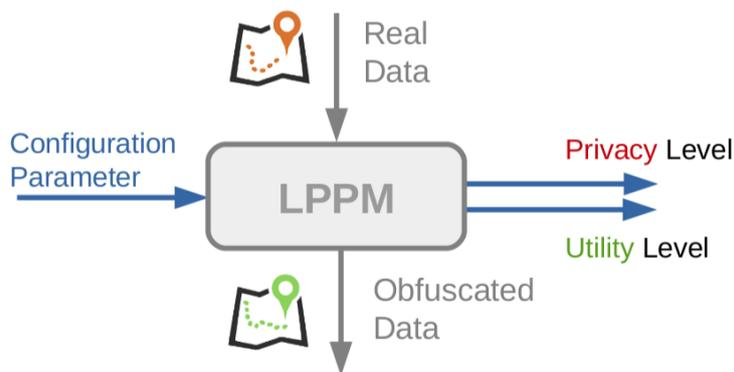 Real
Data
Configuration
Parameter
LPPM
Privacy Level
Utility Level
Obfuscated
Data